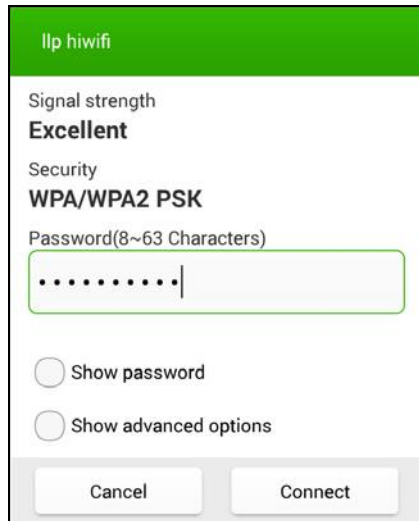 llp hiwifi
Signal strength
Excellent
Security
WPA/WPA2 PSK
Password(8~63 Characters)
••••••••••
Show password
Show advanced options
Cancel Connect